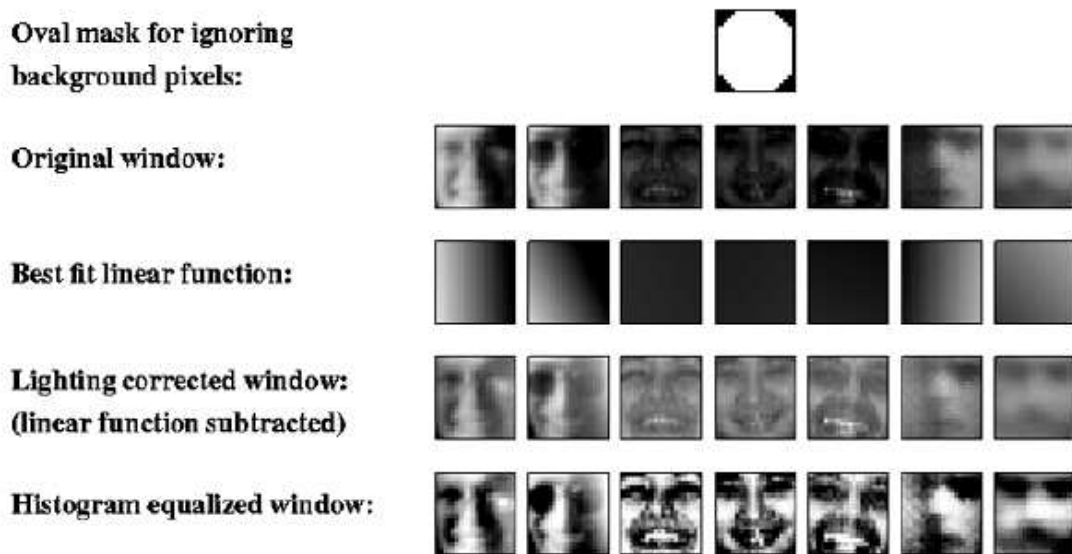 Oval mask for ignoring
background pixels:
Original window:
Best fit linear function:
Lighting corrected window:
(linear function subtracted)
Histogram equalized window: